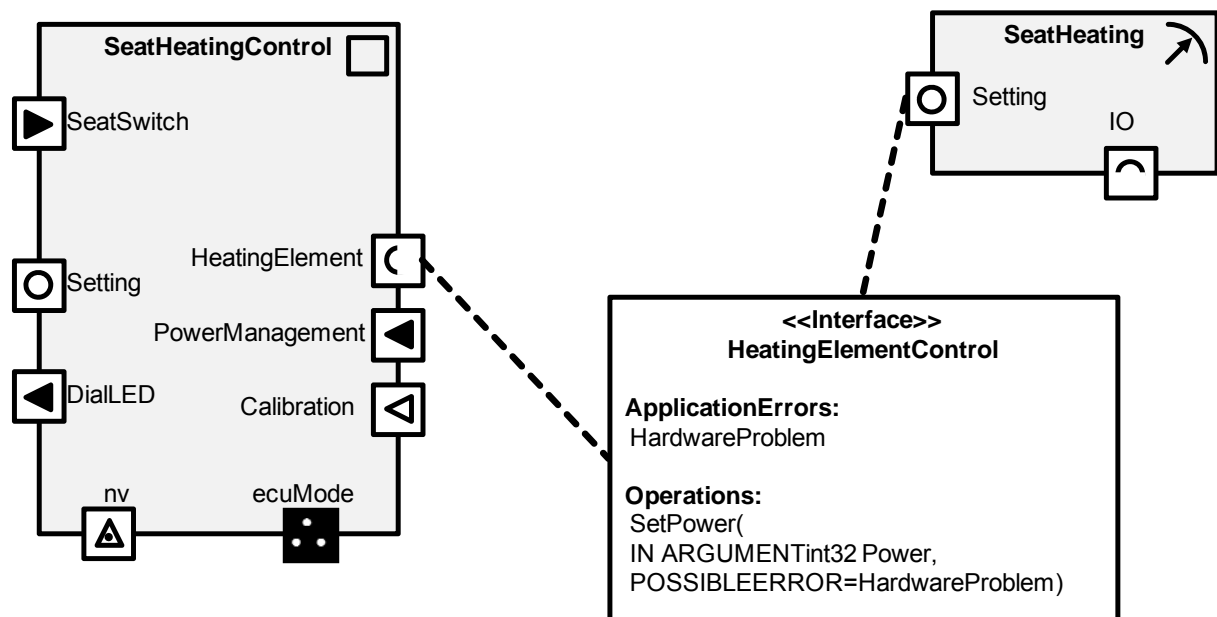 SeatHeatingControl
SeatSwitch
HeatingElement
Setting
PowerManagement
DialLED
Calibration
nv
ecuMode
SeatHeating
Setting
IO
<<Interface>>
HeatingElementControl
ApplicationErrors:
HardwareProblem
Operations:
SetPower(
IN ARGUMENTint32 Power,
POSSIBLEERROR=HardwareProblem)